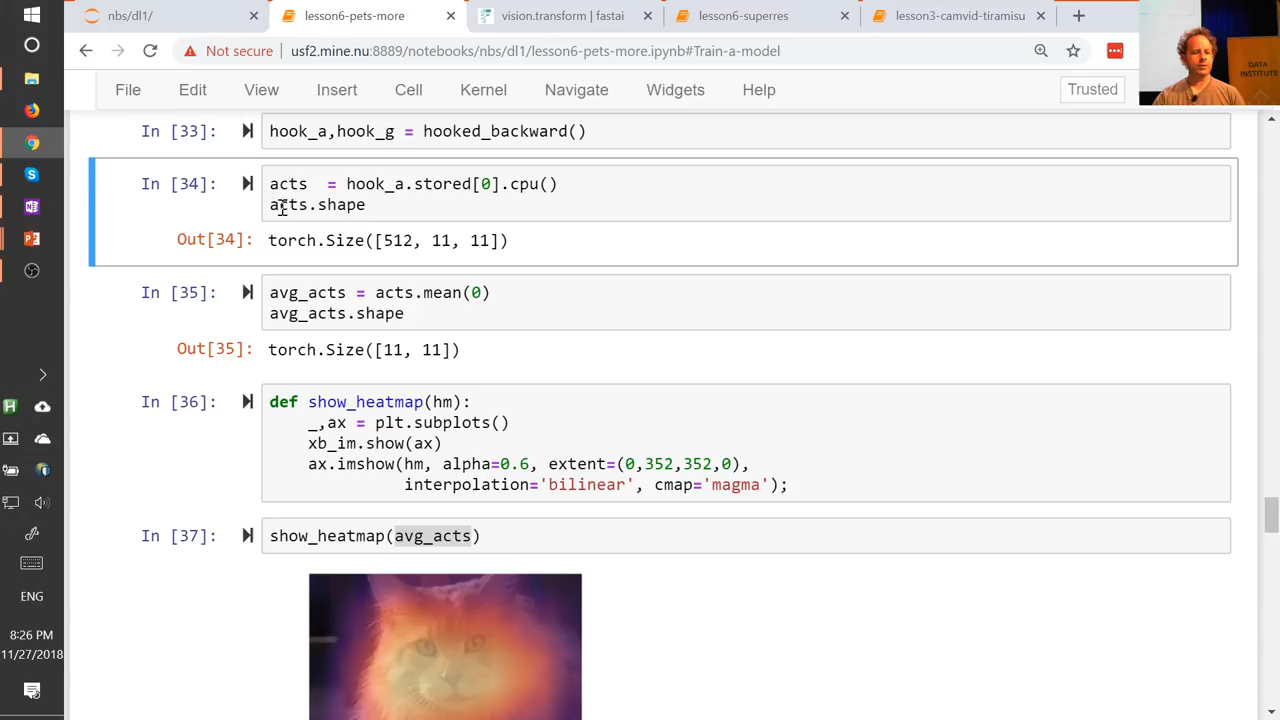 nbs/dl1/
lesson6-pets-more
vision.transform | fastai
lesson6-superres
lesson3-camvid-tiramisu
Not secure
usf2.mine.nu:8889/notebooks/nbs/dl1/lesson6-pets-more.ipynb#Train-a-model
DATA
INSTITUTE
File Edit View Insert Cell Kernel Navigate Widgets Help
Trusted
In [33]:
hook_a,hook_g = hooked_backward()
In [34]:
acts  = hook_a.stored[0].cpu()
acts.shape
Out[34]:
torch.Size([512, 11, 11])
In [35]:
avg_acts = acts.mean(0)
avg_acts.shape
Out[35]:
torch.Size([11, 11])
In [36]:
def show_heatmap(hm):
_,ax = plt.subplots()
xb_im.show(ax)
ax.imshow(hm, alpha=0.6, extent=(0,352,352,0),
interpolation='bilinear', cmap='magma');
In [37]:
show_heatmap(avg_acts)
ENG
8:26 PM
11/27/2018